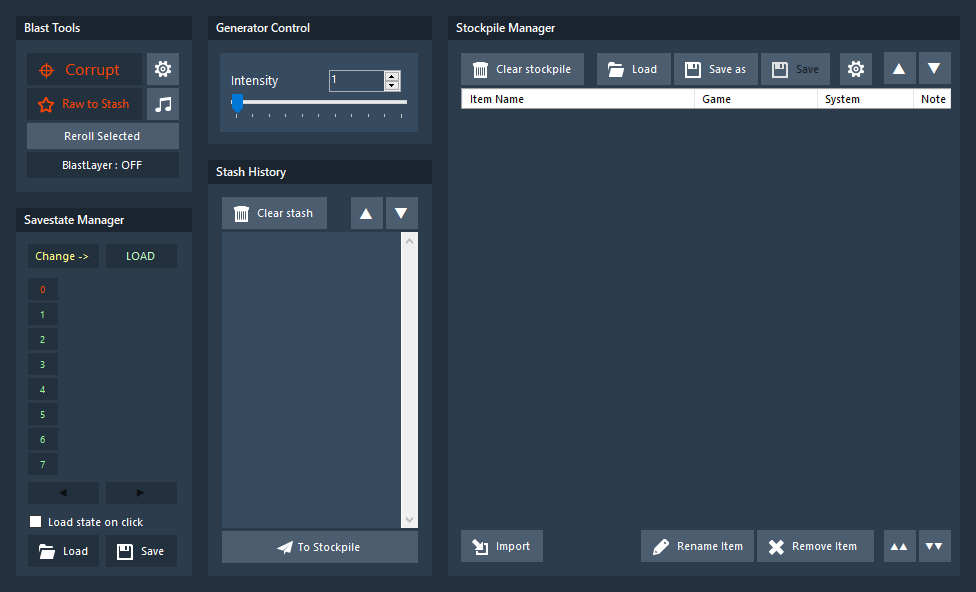 Blast Tools
Corrupt
Raw to Stash
Reroll Selected
BlastLayer : OFF
Savestate Manager
Change -> LOAD
0
1
2
3
4
5
6
7
Load state on click
Load Save
Generator Control
Intensity 1
Stash History
Clear stash
To Stockpile
Stockpile Manager
Clear stockpile Load Save as Save
Item Name Game System Note
Import Rename Item Remove Item